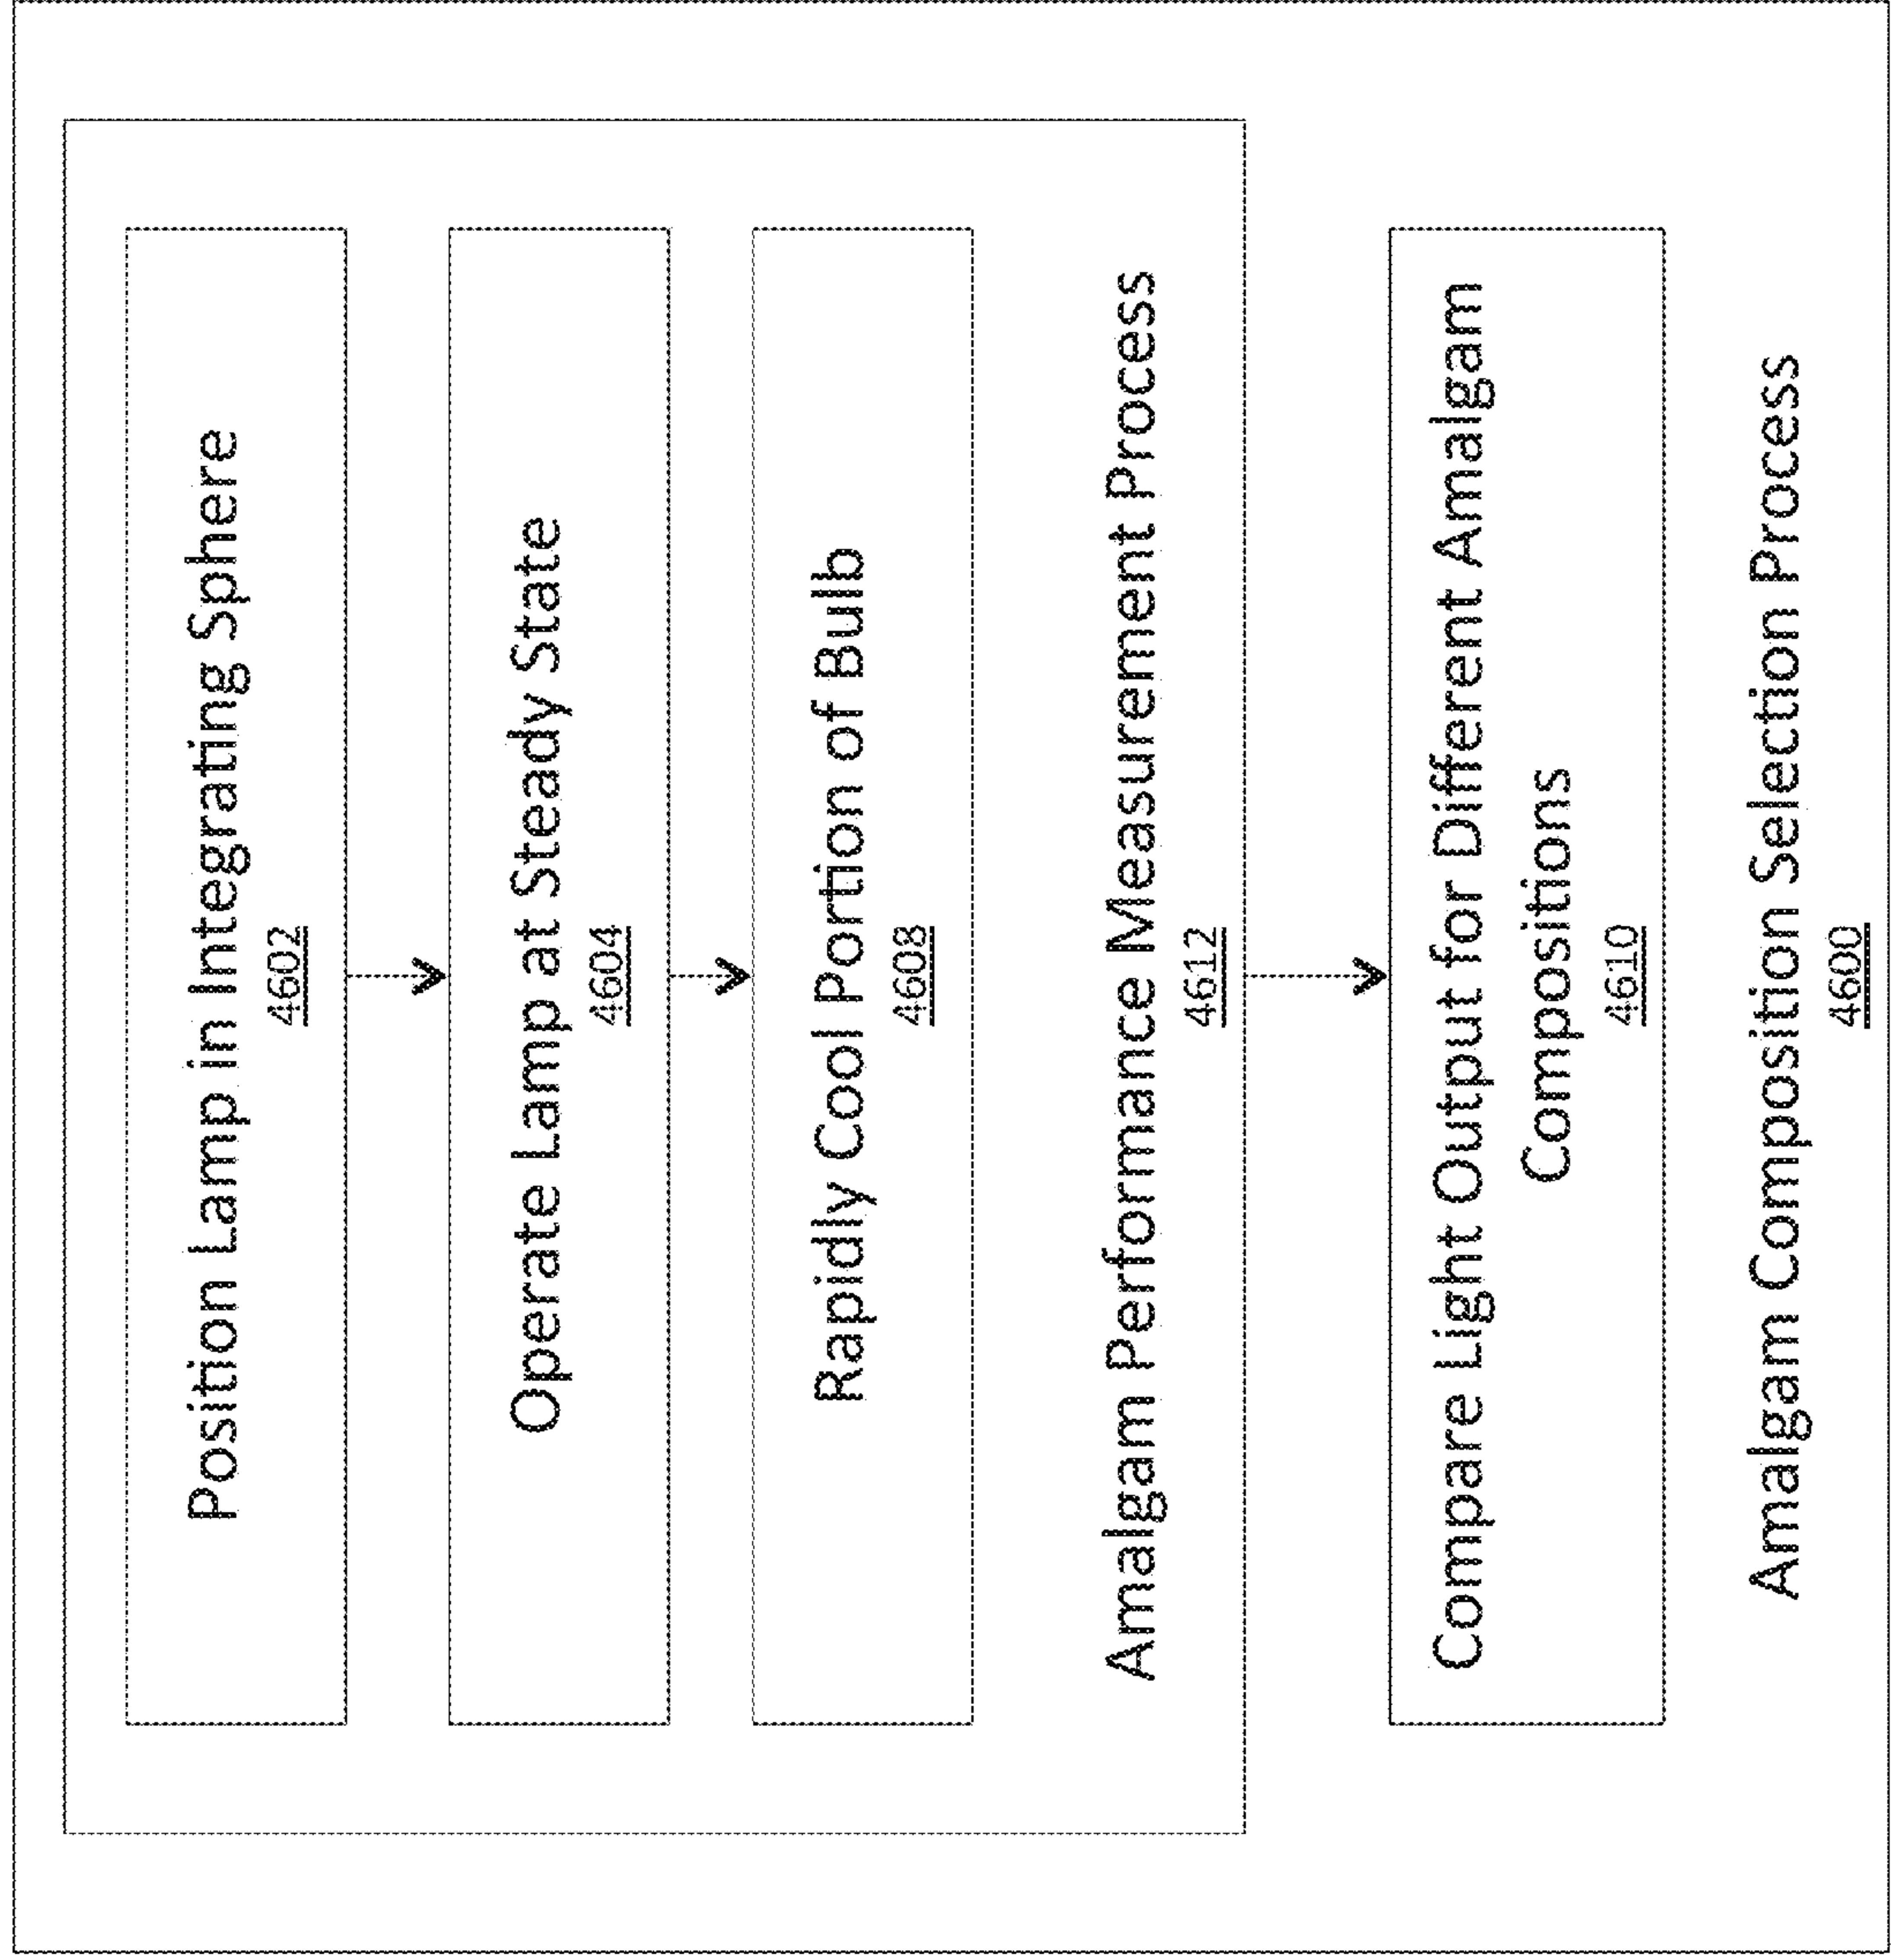 Position Lamp in Integrating Sphere
4602
Operate Lamp at Steady State
4604
Rapidly Cool Portion of Bulb
4608
Amalgam Performance Measurement Process
4612
Compare Light Output for Different Amalgam
Compositions
4610
Amalgam Composition Selection Process
4600